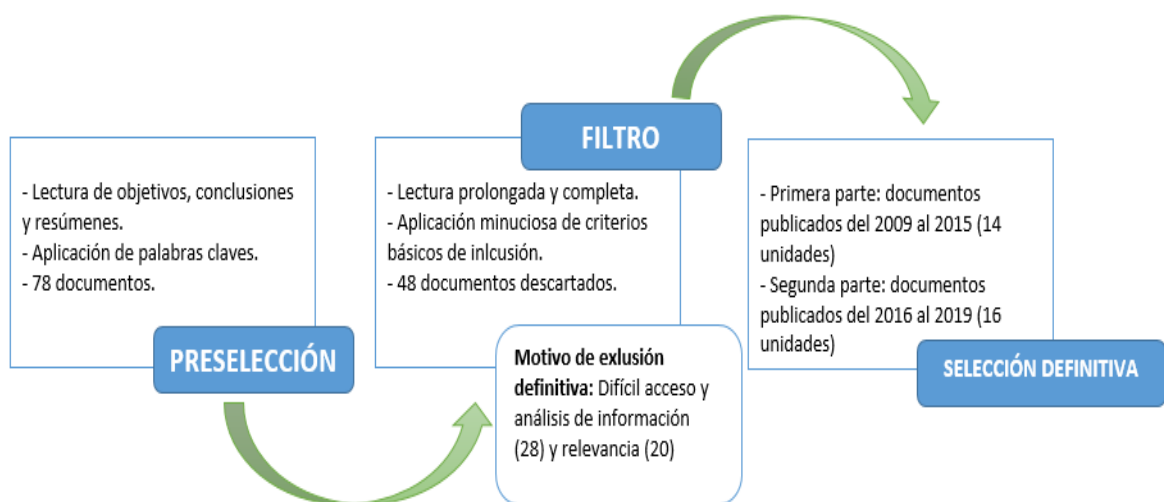 - Lectura de objetivos, conclusiones
y resúmenes.
- Aplicación de palabras claves.
- 78 documentos.
PRESELECCIÓN
FILTRO
- Lectura prolongada y completa.
- Aplicación minuciosa de criterios
básicos de inlcusión.
- 48 documentos descartados.
Motivo de exlusión
definitiva: Difícil acceso y
análisis de información
(28) y relevancia (20)
- Primera parte: documentos
publicados del 2009 al 2015 (14
unidades)
- Segunda parte: documentos
publicados del 2016 al 2019 (16
unidades)
SELECCIÓN DEFINITIVA